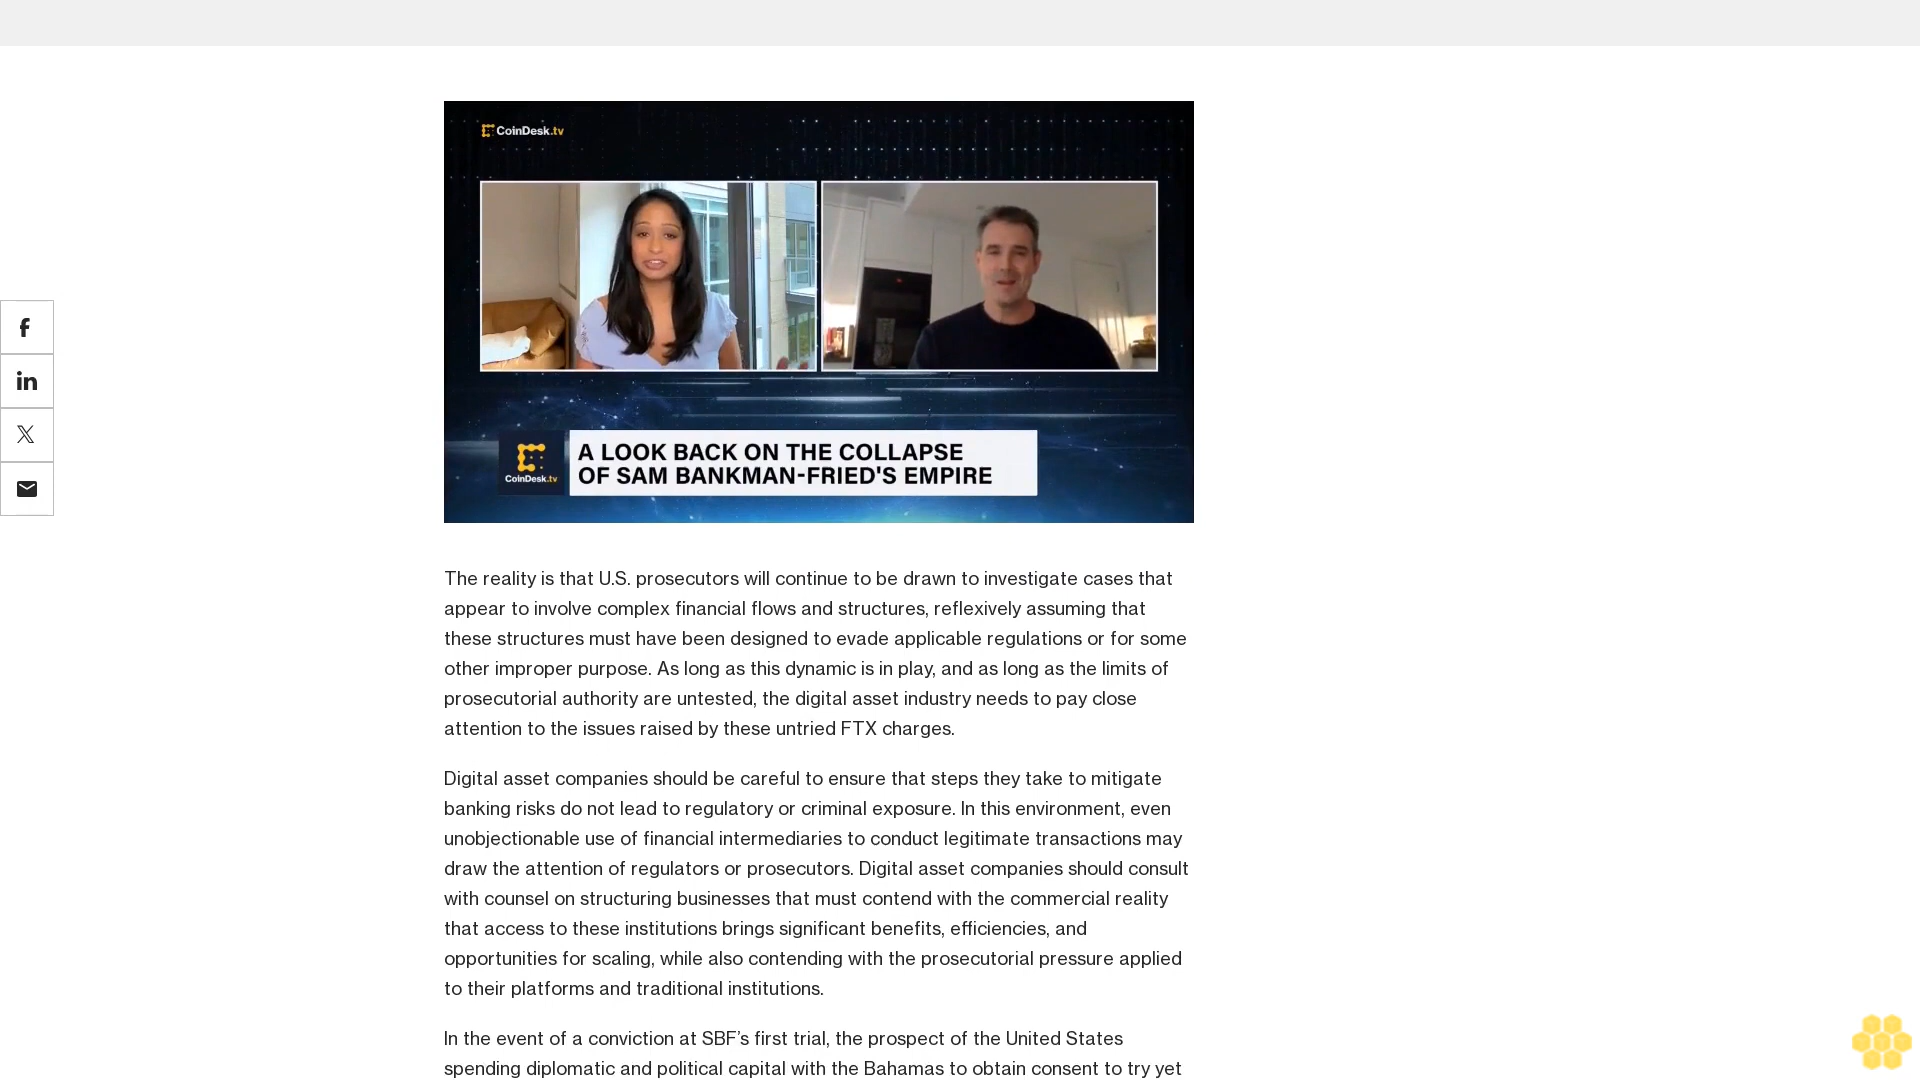 CoinDesk.tv
A LOOK BACK ON THE COLLAPSE
OF SAM BANKMAN-FRIED'S EMPIRE
CoinDesk.tv
The reality is that U.S. prosecutors will continue to be drawn to investigate cases that
appear to involve complex financial flows and structures, reflexively assuming that
these structures must have been designed to evade applicable regulations or for some
other improper purpose. As long as this dynamic is in play, and as long as the limits of
prosecutorial authority are untested, the digital asset industry needs to pay close
attention to the issues raised by these untried FTX charges.
Digital asset companies should be careful to ensure that steps they take to mitigate
banking risks do not lead to regulatory or criminal exposure. In this environment, even
unobjectionable use of financial intermediaries to conduct legitimate transactions may
draw the attention of regulators or prosecutors. Digital asset companies should consult
with counsel on structuring businesses that must contend with the commercial reality
that access to these institutions brings significant benefits, efficiencies, and
opportunities for scaling, while also contending with the prosecutorial pressure applied
to their platforms and traditional institutions.
In the event of a conviction at SBF’s first trial, the prospect of the United States
spending diplomatic and political capital with the Bahamas to obtain consent to try yet